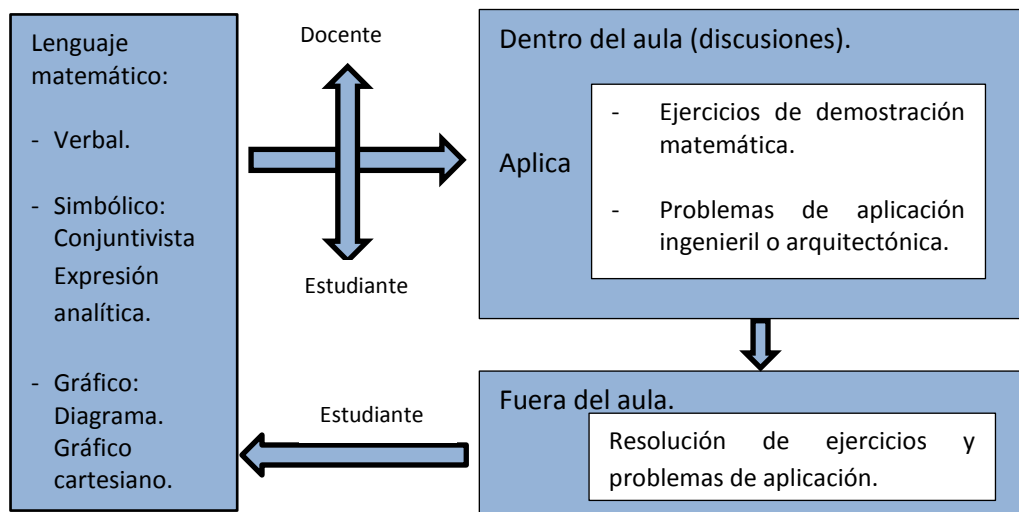 Lenguaje
matemático:
- Verbal.
- Simbólico:
Conjuntivista
Expresión
analítica.
- Gráfico:
Diagrama.
Gráfico
cartesiano.
Docente
Estudiante
Dentro del aula (discusiones).
Aplica
- Ejercicios de demostración
matemática.
- Problemas de aplicación
ingenieril o arquitectónica.
Fuera del aula.
Resolución de ejercicios y
problemas de aplicación.
Estudiante